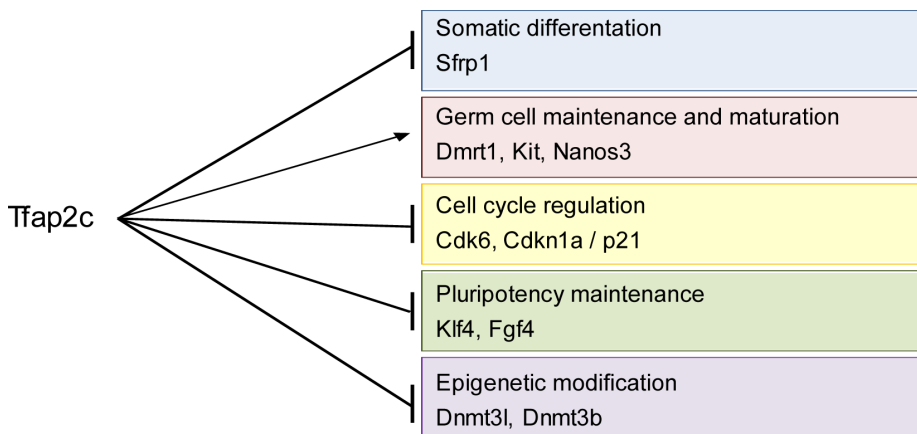 Tfap2c
Somatic differentation
Sfrp1
Germ cell maintenance and maturation
Dmrt1, Kit, Nanos3
Cell cycle regulation
Cdk6, Cdkn1a / p21
Pluripotency maintenance
Klf4, Fgf4
Epigenetic modification
Dnmt3l, Dnmt3b